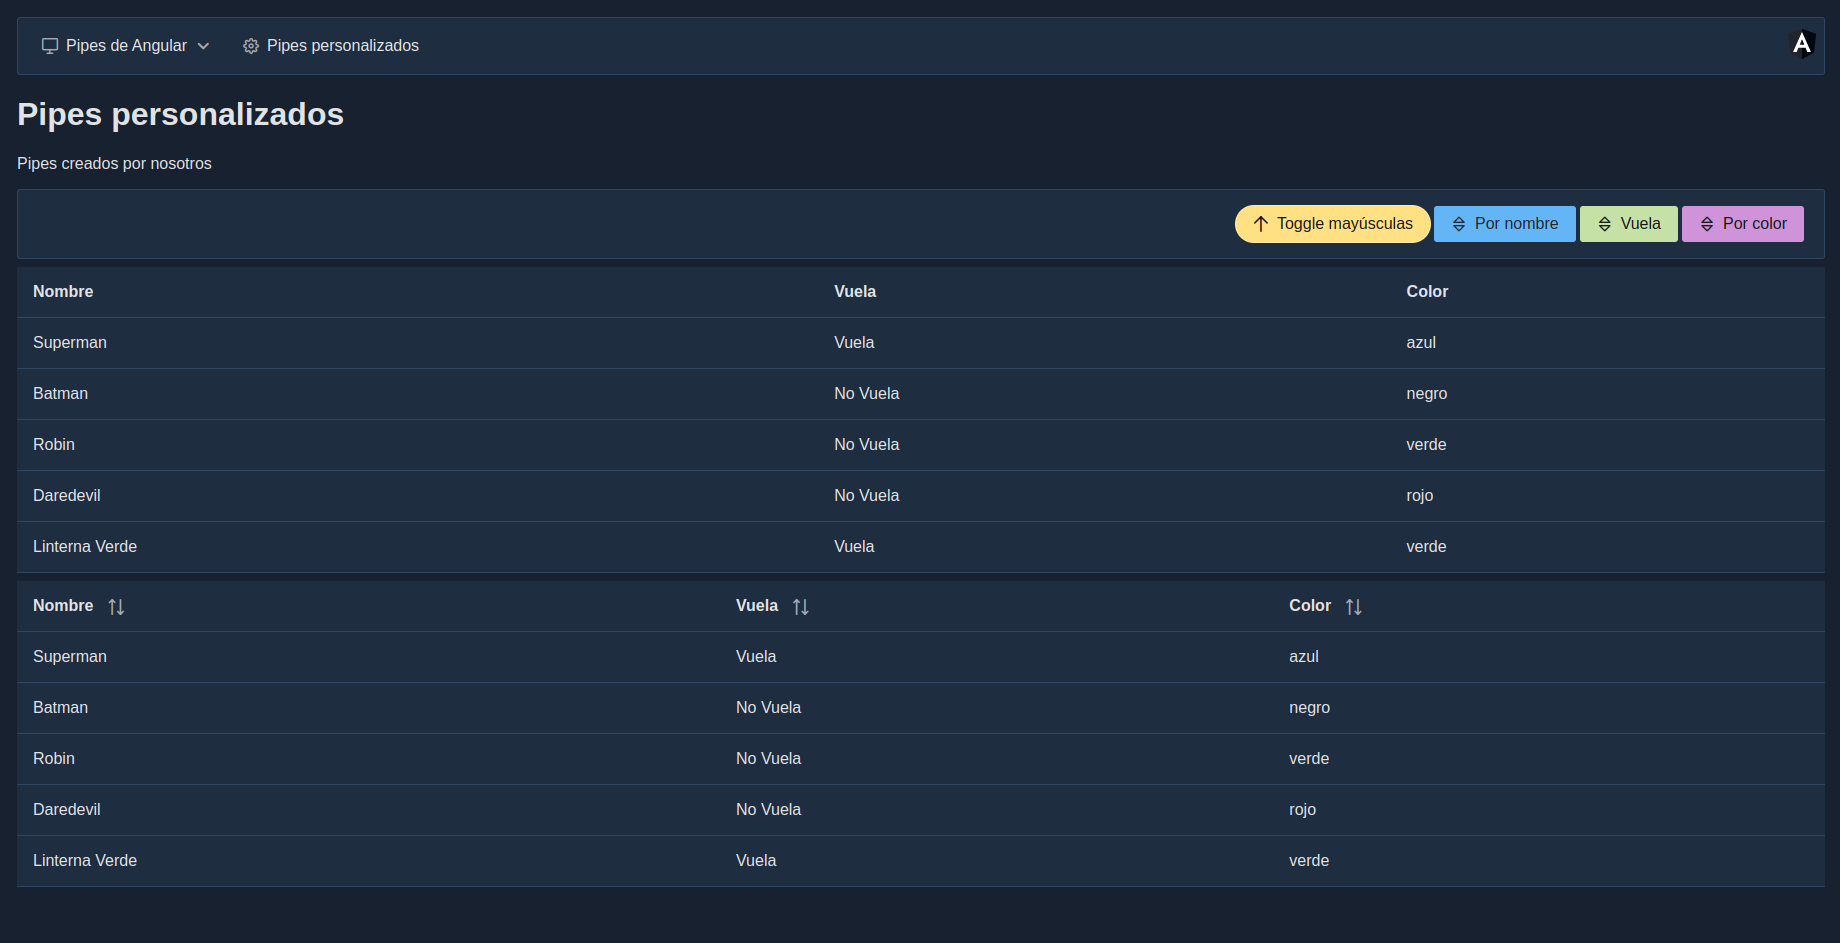 Pipes de Angular Pipes personalizados
Pipes personalizados
Pipes creados por nosotros
Toggle mayúsculas Por nombre Vuela Por color
Nombre Vuela Color
Superman Vuela azul
Batman No Vuela negro
Robin No Vuela verde
Daredevil No Vuela rojo
Linterna Verde Vuela verde
Nombre Vuela Color
Superman Vuela azul
Batman No Vuela negro
Robin No Vuela verde
Daredevil No Vuela rojo
Linterna Verde Vuela verde